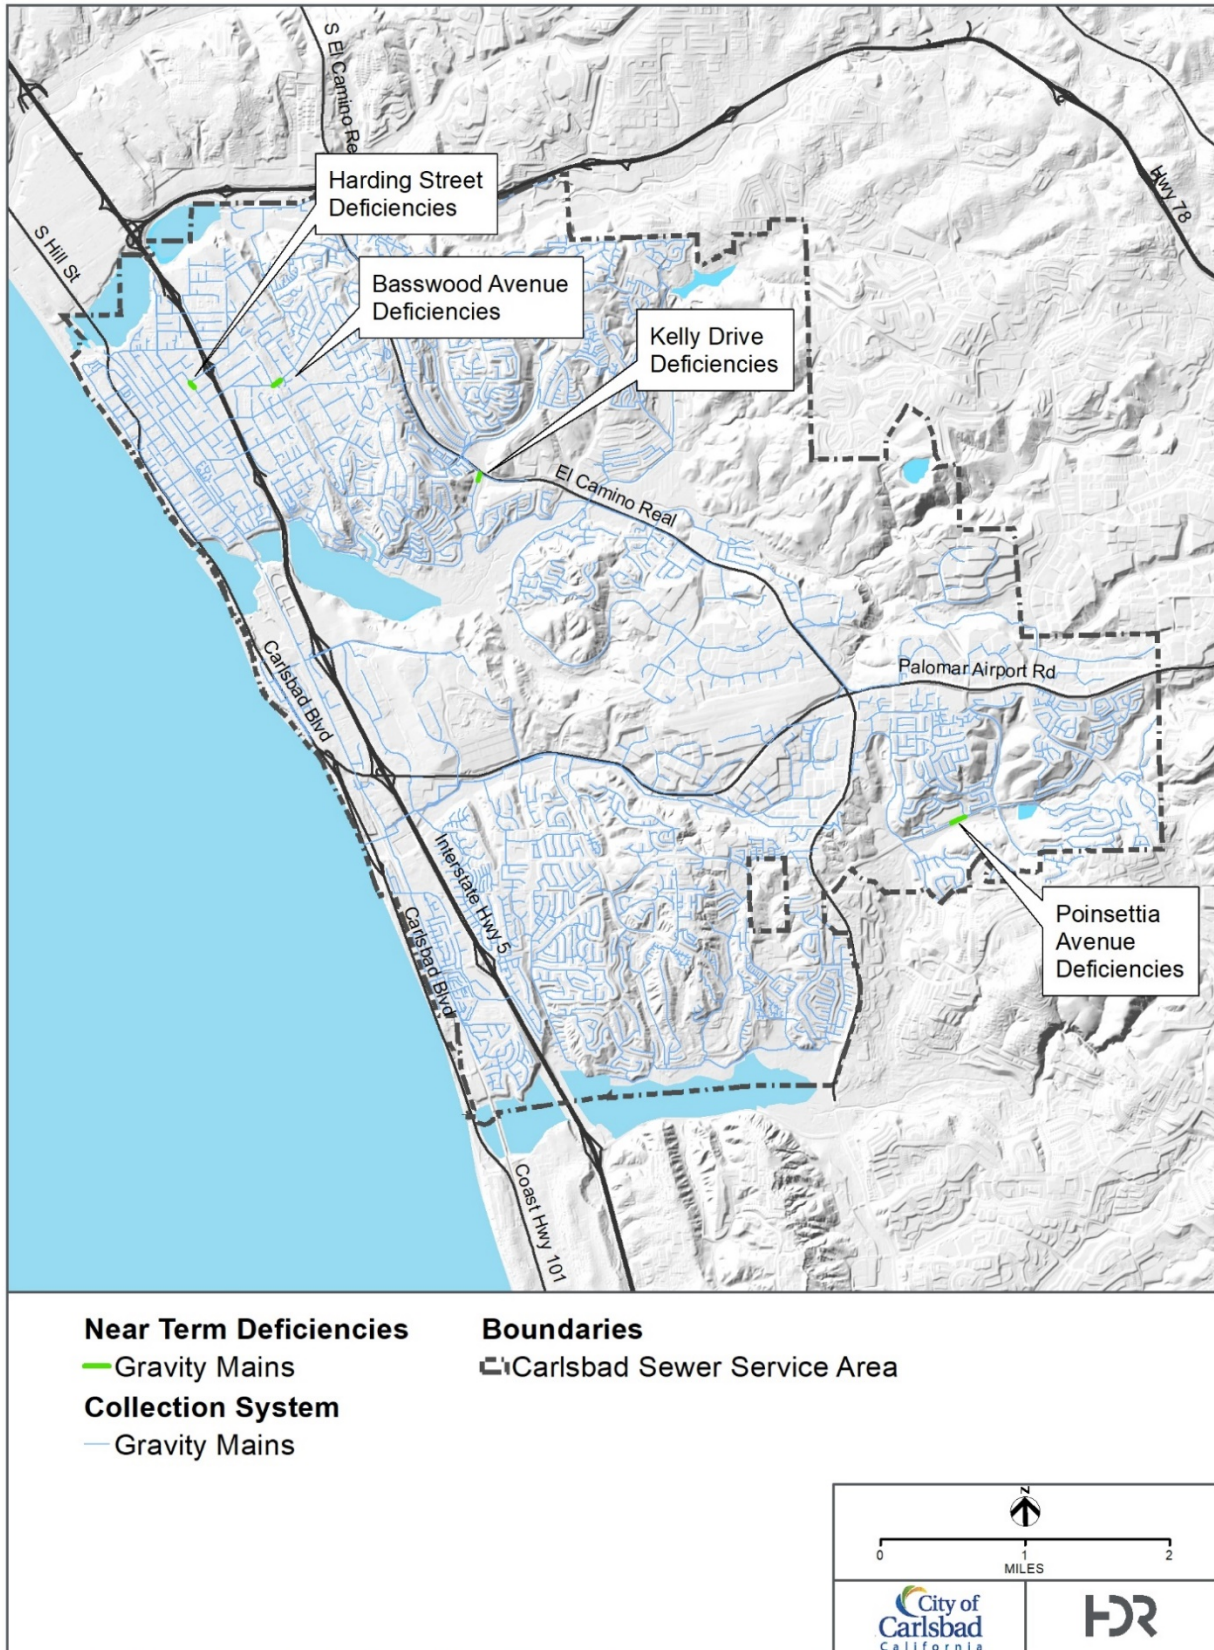 S El Camino Re
Harding Street
Deficiencies
Hwy 78
S Hill St
Basswood Avenue
Deficiencies
Kelly Drive
Deficiencies
El Camino Real
Palomar Airport Rd
Carlsbad Blvd
Interstate Hwy 5
Carlsbad Blvd
Poinsettia
Avenue
Deficiencies
Coast Hwy 101
Near Term Deficiencies
Gravity Mains
Collection System
Gravity Mains
Boundaries
Carlsbad Sewer Service Area
N
0 1 2
MILES
City of
Carlsbad
California
HDR